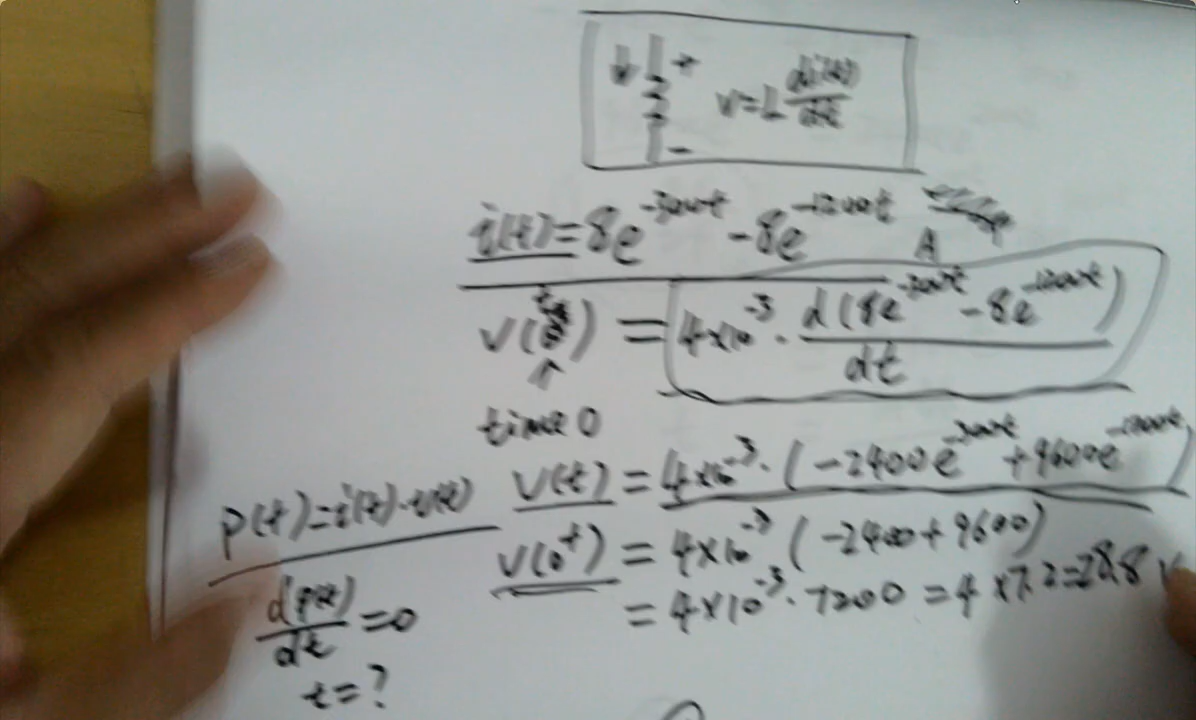 +
v=L di(t)/dt
-
i(t)=8e^-300t -8e^-1200t A
v( ) = 4×10^-3 · d(8e^-300t -8e^-1200t)/dt
time 0
v(t) = 4×10^-3 · (-2400e^-300t +9600e^-1200t)
p(t)=i(t)·v(t)
v(0+) = 4×10^-3 (-2400+9600)
= 4×10^-3 · 7200 = 4×7.2=28.8 V
d(p(t))/dt =0
t=?